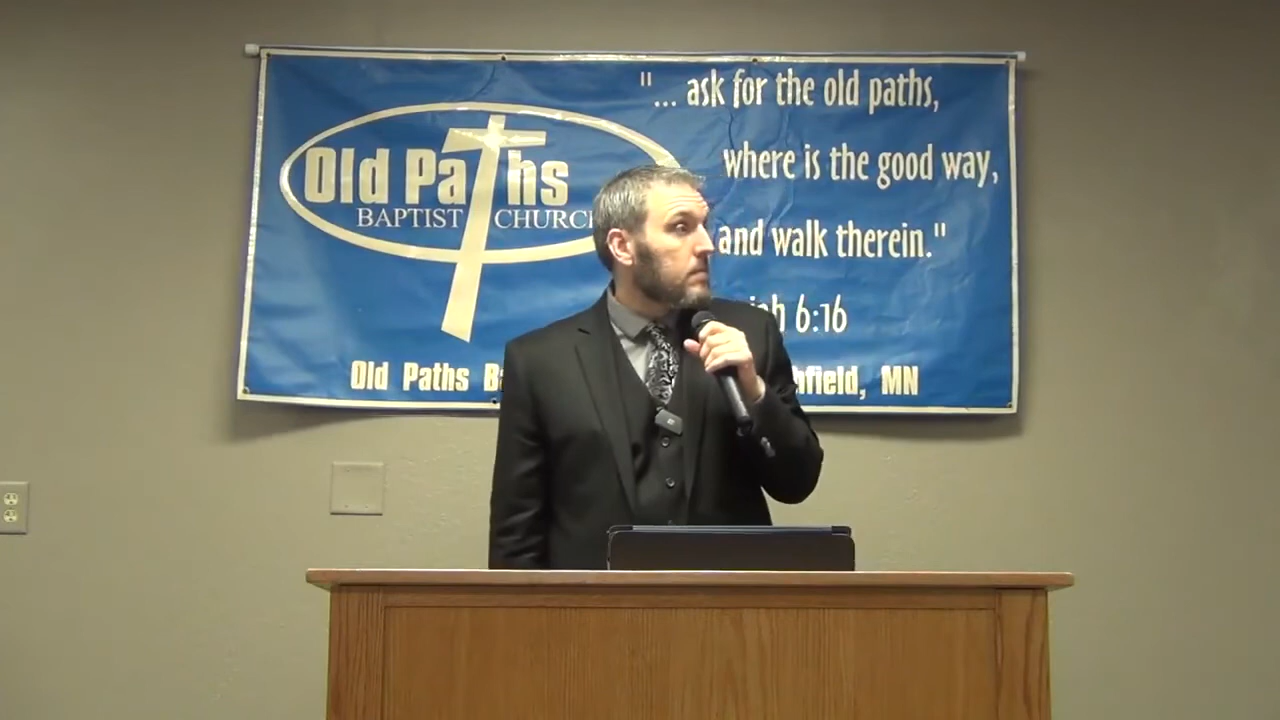 Old Paths
BAPTIST CHURC
"... ask for the old paths,
where is the good way,
and walk therein."
6:16
Old Paths
MN